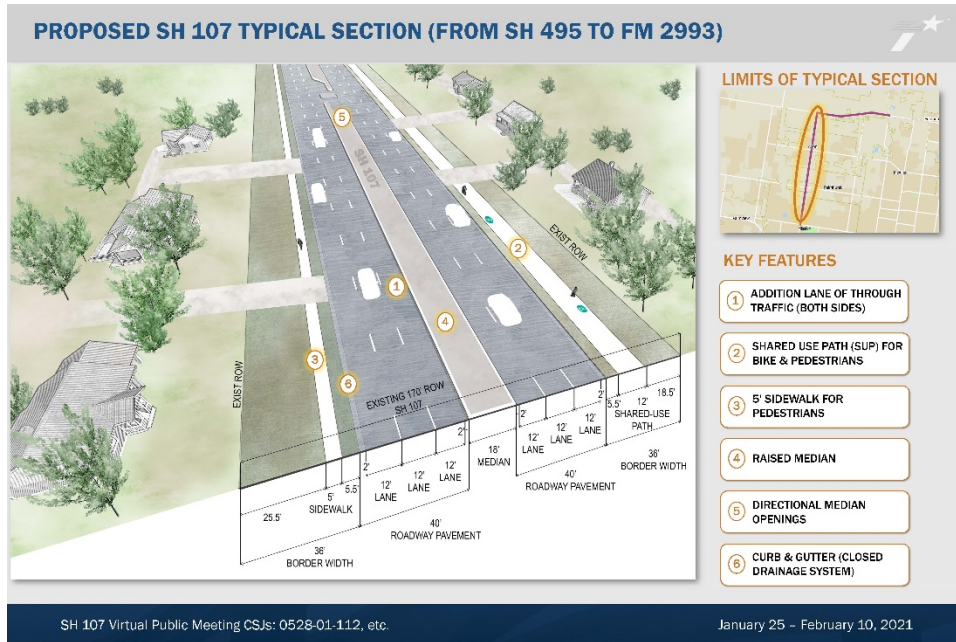 PROPOSED SH 107 TYPICAL SECTION (FROM SH 495 TO FM 2993)
LIMITS OF TYPICAL SECTION
KEY FEATURES
1 ADDITION LANE OF THROUGH
TRAFFIC (BOTH SIDES)
2 SHARED USE PATH (SUP) FOR
BIKE & PEDESTRIANS
3 5' SIDEWALK FOR
PEDESTRIANS
4 RAISED MEDIAN
5 DIRECTIONAL MEDIAN
OPENINGS
6 CURB & GUTTER (CLOSED
DRAINAGE SYSTEM)
5
SH 107
2
EXIST ROW
1
4
3
6
EXIST ROW
EXISTING 170' ROW
SH 107
25.5'
5'
SIDEWALK
5.5'
2'
12'
LANE
12'
LANE
12'
LANE
2'
18'
MEDIAN
2'
12'
LANE
12'
LANE
12'
LANE
2'
5.5'
12'
SHARED-USE
PATH
18.5'
36'
BORDER WIDTH
40'
ROADWAY PAVEMENT
40'
ROADWAY PAVEMENT
36'
BORDER WIDTH
SH 107 Virtual Public Meeting CSJs: 0528-01-112, etc.
January 25 – February 10, 2021